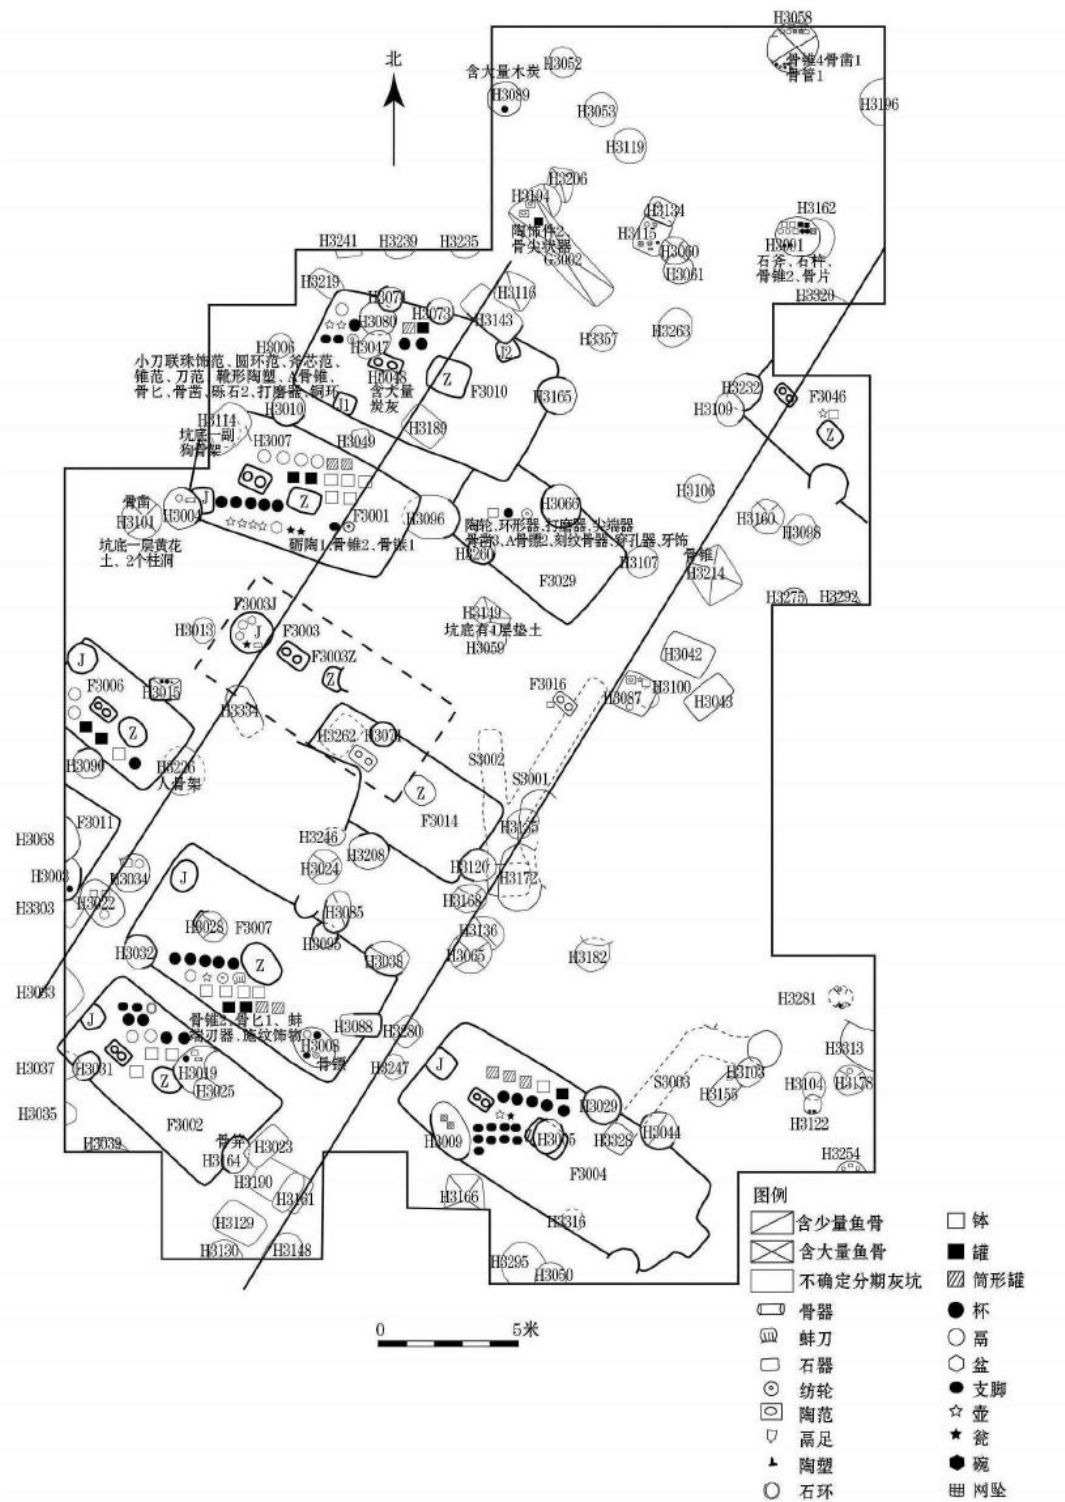 H3058
北
骨锥4骨凿1
骨管1
H3052
含大量木炭
H3089
H3053
H3196
H3119
H3206
H3194
H3134
H3162
陶饰件2、
骨尖状器
H3115
H3091
G3002
H3060
H3061
石斧、石杵、
骨锥2、骨片
H3241
H3239
H3235
H3219
H3116
H3320
H3080
H3073
H3143
H3357
H3263
H3006
H3047
J2
小刀联珠饰范、圆环范、斧芯范、
锥范、刀范、靴形陶塑、A骨锥、
骨匕、骨凿、砾石2、打磨器、铜环
H3048
含大量
炭灰
Z
F3010
H3165
H3232
H3109
F3046
Z
H3010
J1
H3114
坑底一副
狗骨架
H3007
H3049
H3189
H3106
骨凿
H3101
H3004
J
Z
F3001
H3096
H3066
H3160
H3098
坑底一层黄花
土、2个柱洞
砺陶1、骨锥2、骨镞1
陶轮、环形器、打磨器、尖端器
骨凿3、A骨镖2、刻纹骨器、穿孔器、牙饰
H3260
F3029
H3107
骨锥
H3214
H3275
H3292
F3003J
J
H3013
F3003
H3149
坑底有1层垫土
H3059
F3003Z
Z
H3042
J
F3006
H3015
F3016
H3087
H3100
H3043
H3334
Z
H3262
H3071
S3002
H3090
H3226
人骨架
Z
S3001
F3014
F3011
H3068
H3246
H3208
H3135
H3003
H3034
H3024
H3120
H3172
J
H3303
H3022
H3168
H3028
F3007
H3085
H3095
H3136
H3032
Z
H3038
H3065
H3182
H3033
H3281
J
骨锥2、骨匕1、蚌
端刃器、施纹饰物
H3088
H3280
H3008
骨镞
H3313
H3037
H3031
Z
H3019
H3025
H3247
J
S3003
H3103
H3155
H3104
H3178
H3035
F3002
H3029
H3122
H3039
骨笄
H3164
H3023
H3009
H3005
H3328
H3044
F3004
H3254
H3190
H3161
H3166
H3129
H3316
H3130
H3148
H3295
H3050
0
5米
图例
含少量鱼骨
含大量鱼骨
不确定分期灰坑
骨器
蚌刀
石器
纺轮
陶范
鬲足
陶塑
石环
钵
罐
筒形罐
杯
鬲
盆
支脚
壶
瓮
碗
网坠